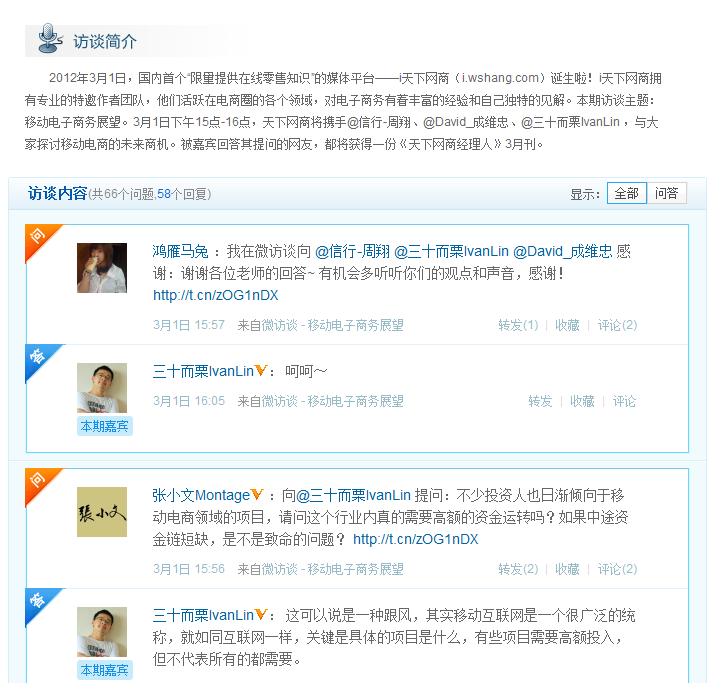 访谈简介
2012年3月1日，国内首个“限量提供在线零售知识”的媒体平台——i天下网商（i.wshang.com）诞生啦！i天下网商拥
有专业的特邀作者团队，他们活跃在电商圈的各个领域，对电子商务有着丰富的经验和自己独特的见解。本期访谈主题：
移动电子商务展望。3月1日下午15点-16点，天下网商将携手@信行-周翔、@David_成维忠、@三十而栗IvanLin ，与大
家探讨移动电商的未来商机。被嘉宾回答其提问的网友，都将获得一份《天下网商经理人》3月刊。
访谈内容(共66个问题,58个回复) 显示： 全部 问答
问
鸿雁马兔 ： 我在微访谈向 @信行-周翔 @三十而栗IvanLin @David_成维忠 感
谢：谢谢各位老师的回答~ 有机会多听听你们的观点和声音，感谢！
http://t.cn/zOG1nDX
3月1日 15:57 来自微访谈 - 移动电子商务展望 转发(1) | 收藏 | 评论(2)
答
三十而栗IvanLin ： 呵呵～
3月1日 16:05 来自微访谈 - 移动电子商务展望 转发 | 收藏 | 评论
本期嘉宾
问
张小文Montage ： 向@三十而栗IvanLin 提问：不少投资人也日渐倾向于移
动电商领域的项目，请问这个行业内真的需要高额的资金运转吗？如果中途资
金链短缺，是不是致命的问题？ http://t.cn/zOG1nDX
張小文
3月1日 15:56 来自微访谈 - 移动电子商务展望 转发(2) | 收藏 | 评论(2)
答
三十而栗IvanLin ： 这可以说是一种跟风，其实移动互联网是一个很广泛的统
称，就如同互联网一样，关键是具体的项目是什么，有些项目需要高额投入，
但不代表所有的都需要。
本期嘉宾